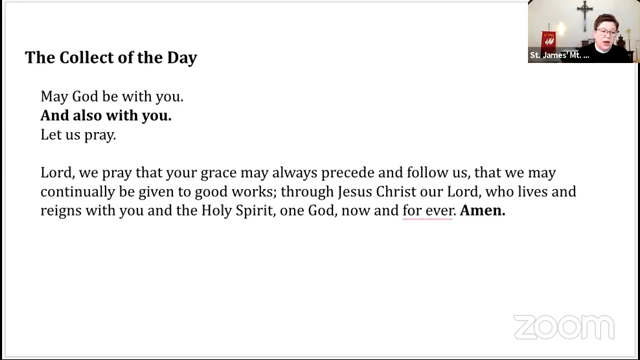 The Collect of the Day
St. James' Mt. ...
May God be with you.
And also with you.
Let us pray.
Lord, we pray that your grace may always precede and follow us, that we may
continually be given to good works; through Jesus Christ our Lord, who lives and
reigns with you and the Holy Spirit, one God, now and for ever. Amen.
zoom